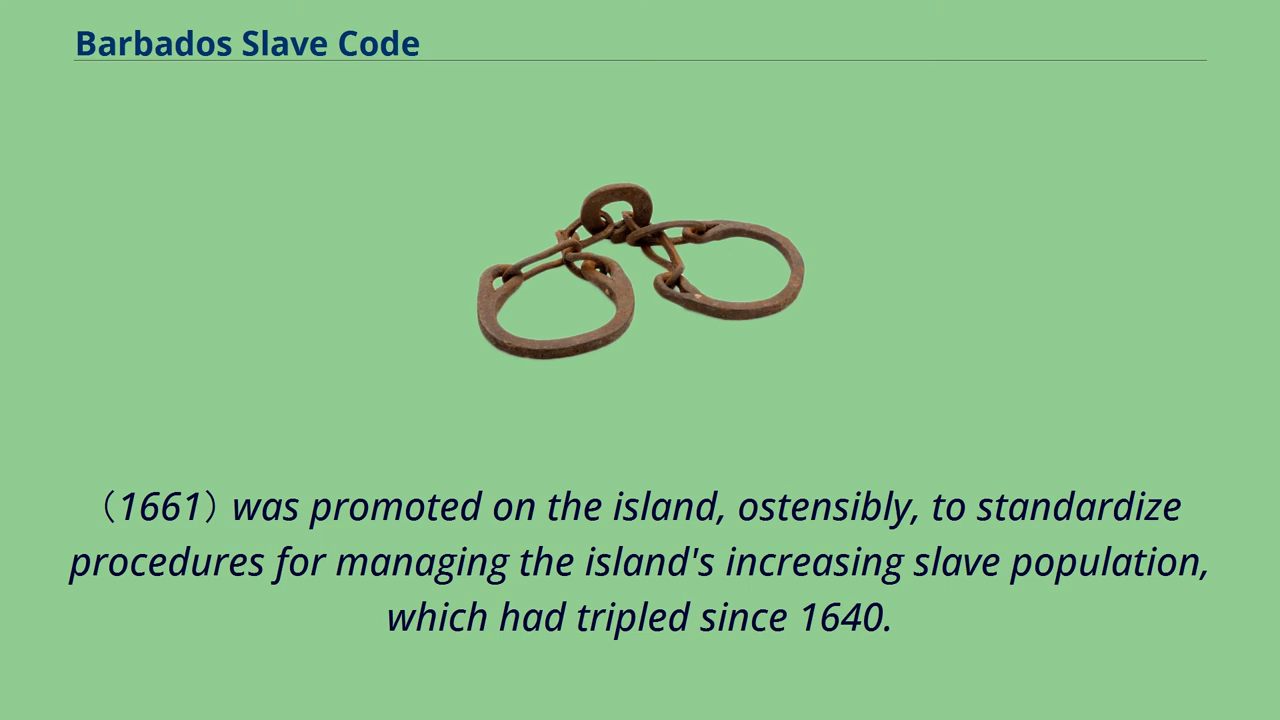 Barbados Slave Code
（1661）was promoted on the island, ostensibly, to standardize
procedures for managing the island's increasing slave population,
which had tripled since 1640.